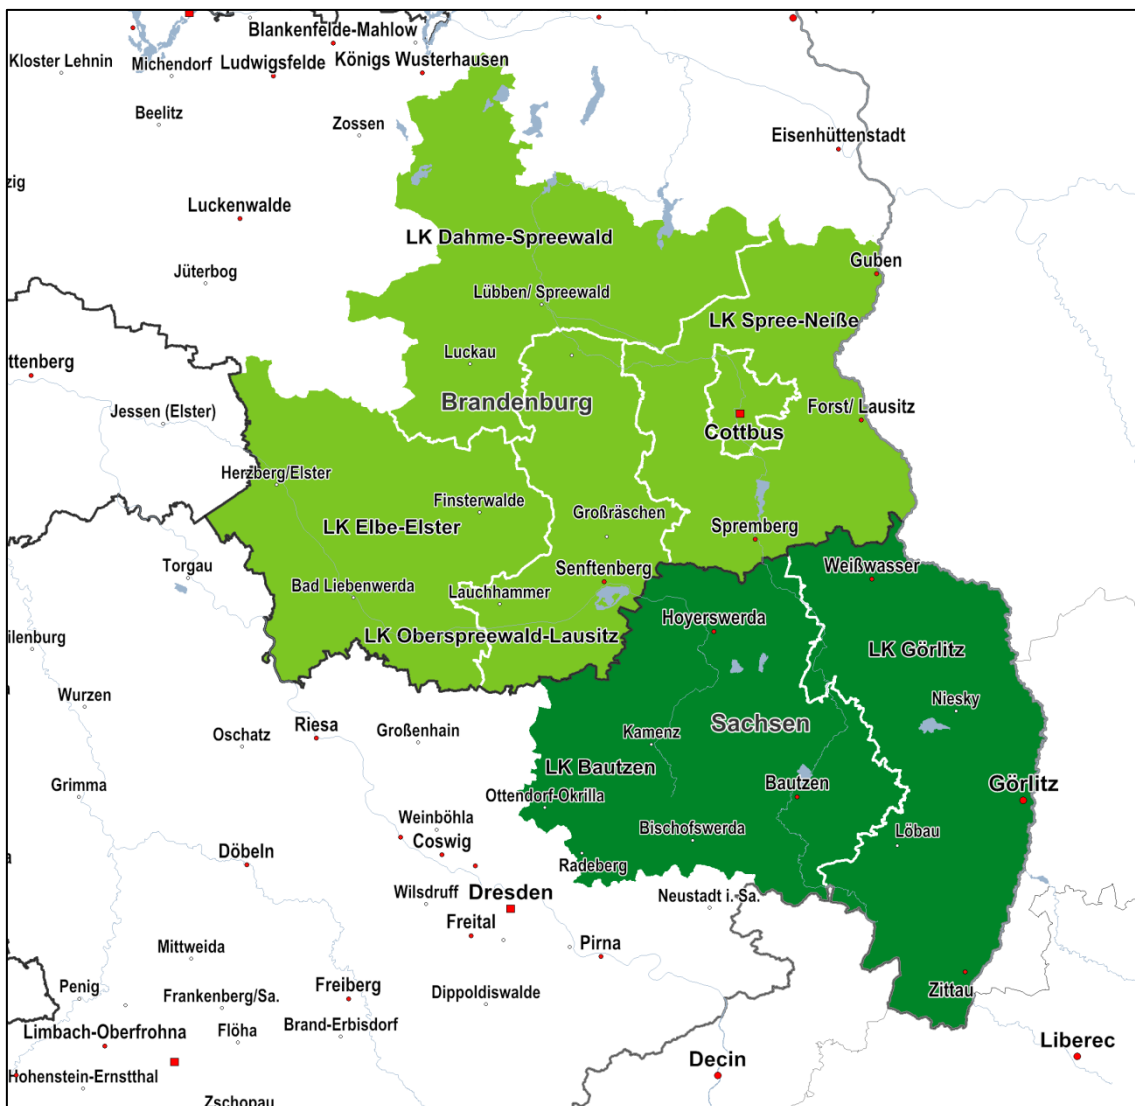 Blankenfelde-Mahlow
Kloster Lehnin
Michendorf
Ludwigsfelde
Königs Wusterhausen
Beelitz
Zossen
Eisenhüttenstadt
zig
Luckenwalde
LK Dahme-Spreewald
Guben
Jüterbog
Lübben/ Spreewald
LK Spree-Neiße
Luckau
ttenberg
Brandenburg
Jessen (Elster)
Forst/ Lausitz
Cottbus
Herzberg/Elster
Finsterwalde
Großräschen
LK Elbe-Elster
Spremberg
Torgau
Senftenberg
Weißwasser
Bad Liebenwerda
Lauchhammer
Hoyerswerda
ilenburg
LK Oberspreewald-Lausitz
LK Görlitz
Wurzen
Niesky
Riesa
Großenhain
Sachsen
Oschatz
Kamenz
LK Bautzen
Grimma
Bautzen
Görlitz
Ottendorf-Okrilla
Weinböhla
Bischofswerda
Löbau
Coswig
Döbeln
Radeberg
Wilsdruff
Dresden
Neustadt i. Sa.
Freital
Pirna
Mittweida
Penig
Frankenberg/Sa.
Freiberg
Dippoldiswalde
Zittau
Limbach-Oberfrohna
Flöha
Brand-Erbisdorf
Liberec
Decin
Hohenstein-Ernstthal
Zschopau